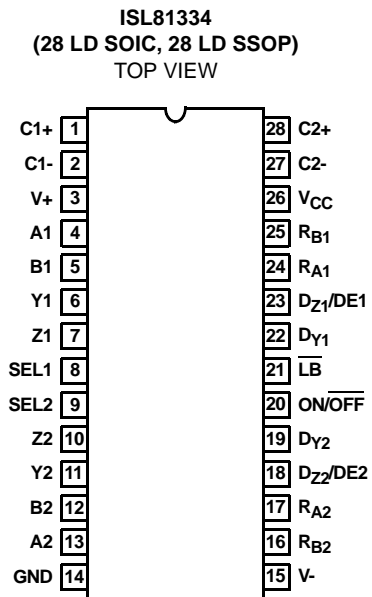 ISL81334
(28 LD SOIC, 28 LD SSOP)
TOP VIEW
C1+ 1 28 C2+
C1- 2 27 C2-
V+ 3 26 VCC
A1 4 25 RB1
B1 5 24 RA1
Y1 6 23 DZ1/DE1
Z1 7 22 DY1
SEL1 8 21 L̅B̅
SEL2 9 20 ON/O̅F̅F̅
Z2 10 19 DY2
Y2 11 18 DZ2/DE2
B2 12 17 RA2
A2 13 16 RB2
GND 14 15 V-